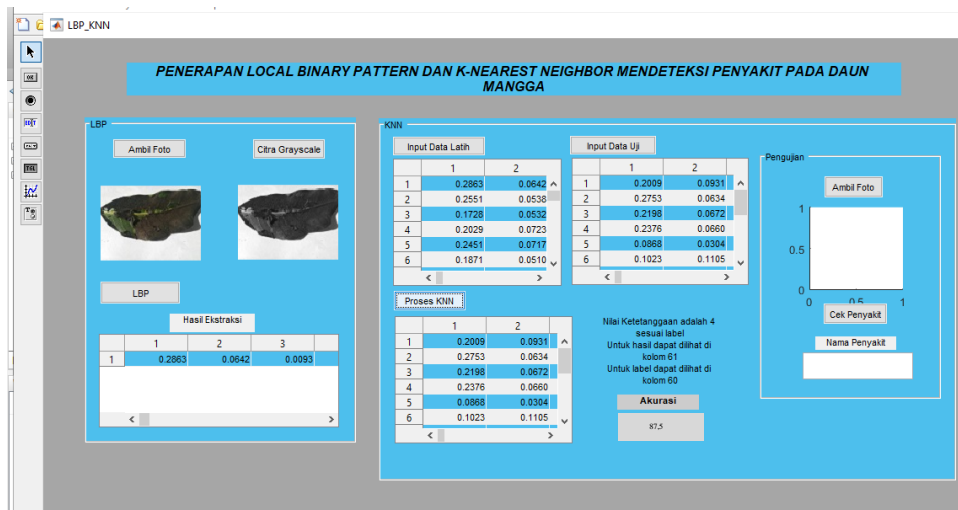 LBP_KNN
PENERAPAN LOCAL BINARY PATTERN DAN K-NEAREST NEIGHBOR MENDETEKSI PENYAKIT PADA DAUN
MANGGA
LBP
Ambil Foto
Citra Grayscale
LBP
Hasil Ekstraksi
1 2 3
1 0.2863 0.0642 0.0093
KNN
Input Data Latih
1 2
1 0.2863 0.0642
2 0.2551 0.0538
3 0.1728 0.0532
4 0.2029 0.0723
5 0.2451 0.0717
6 0.1871 0.0510
Input Data Uji
1 2
1 0.2009 0.0931
2 0.2753 0.0634
3 0.2198 0.0672
4 0.2376 0.0660
5 0.0868 0.0304
6 0.1023 0.1105
Proses KNN
1 2
1 0.2009 0.0931
2 0.2753 0.0634
3 0.2198 0.0672
4 0.2376 0.0660
5 0.0868 0.0304
6 0.1023 0.1105
Nilai Ketetanggaan adalah 4
sesuai label
Untuk hasil dapat dilihat di
kolom 61
Untuk label dapat dilihat di
kolom 60
Akurasi
87,5
Pengujian
Ambil Foto
1
0.5
0
0 0.5 1
Cek Penyakit
Nama Penyakit